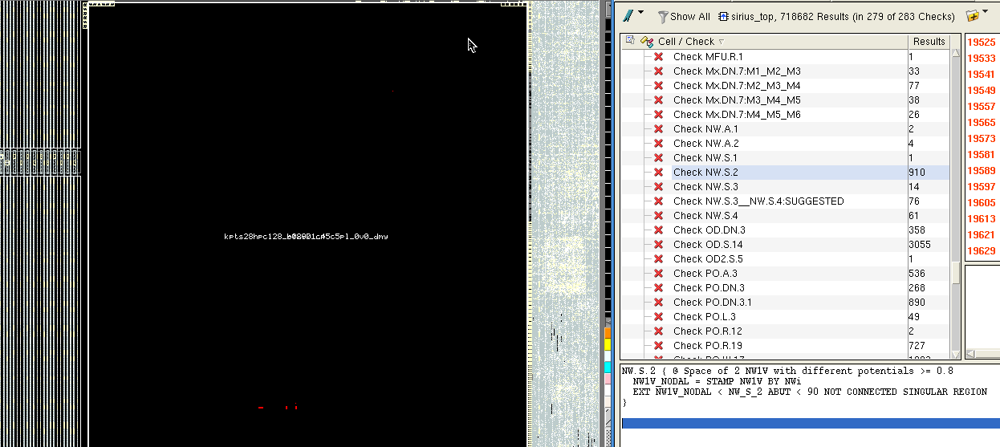 Show All sirius_top, 718682 Results (in 279 of 283 Checks)
Cell / Check Results
Check MFU.R.1 1
Check Mx.DN.7:M1_M2_M3 33
Check Mx.DN.7:M2_M3_M4 77
Check Mx.DN.7:M3_M4_M5 38
Check Mx.DN.7:M4_M5_M6 26
Check NW.A.1 2
Check NW.A.2 4
Check NW.S.1 1
Check NW.S.2 910
Check NW.S.3 14
Check NW.S.3__NW.S.4:SUGGESTED 76
Check NW.S.4 61
Check OD.DN.3 358
Check OD.S.14 3055
Check OD2.S.5 1
Check PO.A.3 536
Check PO.DN.3 268
Check PO.DN.3.1 890
Check PO.L.3 49
Check PO.R.12 2
Check PO.R.19 727
19525
19533
19541
19549
19557
19565
19573
19581
19589
19597
19605
19613
19621
19629
NW.S.2 { @ Space of 2 NW1V with different potentials >= 0.8
NW1V_NODAL = STAMP NW1V BY NWi
EXT NW1V_NODAL < NW_S_2 ABUT < 90 NOT CONNECTED SINGULAR REGION
}